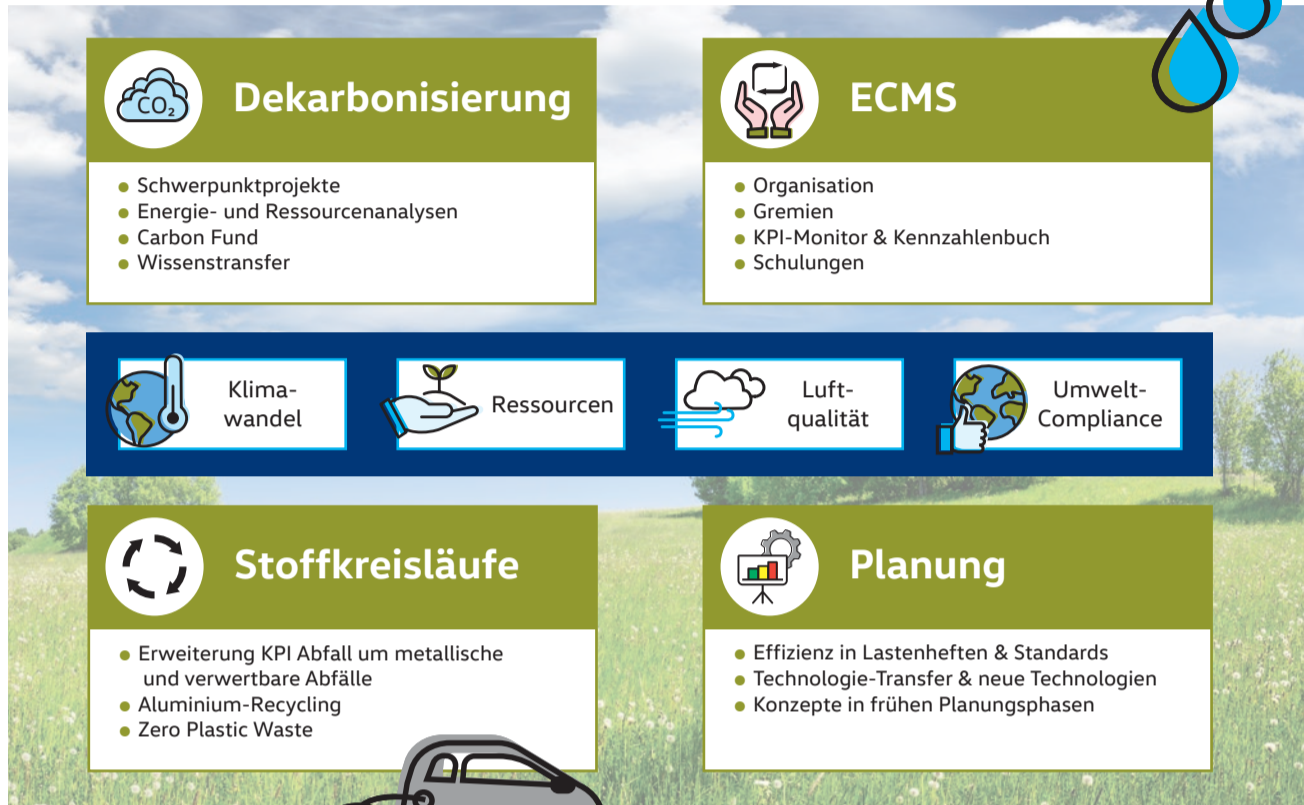 CO₂
Dekarbonisierung
• Schwerpunktprojekte
• Energie- und Ressourcenanalysen
• Carbon Fund
• Wissenstransfer
ECMS
• Organisation
• Gremien
• KPI-Monitor & Kennzahlenbuch
• Schulungen
Klima-
wandel
Ressourcen
Luft-
qualität
Umwelt-
Compliance
Stoffkreisläufe
• Erweiterung KPI Abfall um metallische
und verwertbare Abfälle
• Aluminium-Recycling
• Zero Plastic Waste
Planung
• Effizienz in Lastenheften & Standards
• Technologie-Transfer & neue Technologien
• Konzepte in frühen Planungsphasen